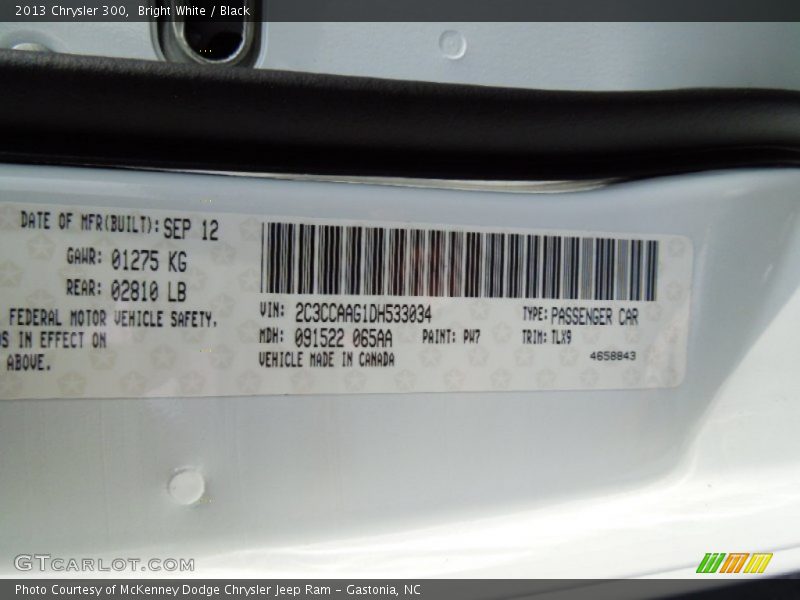 2013 Chrysler 300, Bright White / Black
DATE OF MFR(BUILT): SEP 12
GAWR: 01275 KG
REAR: 02810 LB
FEDERAL MOTOR VEHICLE SAFETY.
IN EFFECT ON
ABOVE.
VIN: 2C3CCAAG1DH533034
TYPE: PASSENGER CAR
MDH: 091522 065AA
PAINT: PW7
TRIM: TLX9
VEHICLE MADE IN CANADA
4658843
GTCARLOT.COM
Photo Courtesy of McKenney Dodge Chrysler Jeep Ram - Gastonia, NC